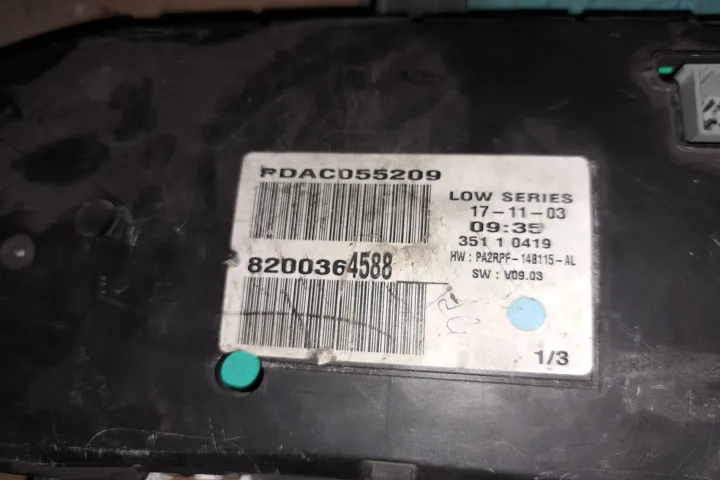 PDAC055209
LOW SERIES
17-11-03
09:35
351 1 0419
HW : PA2RPF-14B115-AL
SW : V09.03
8200364588
1/3